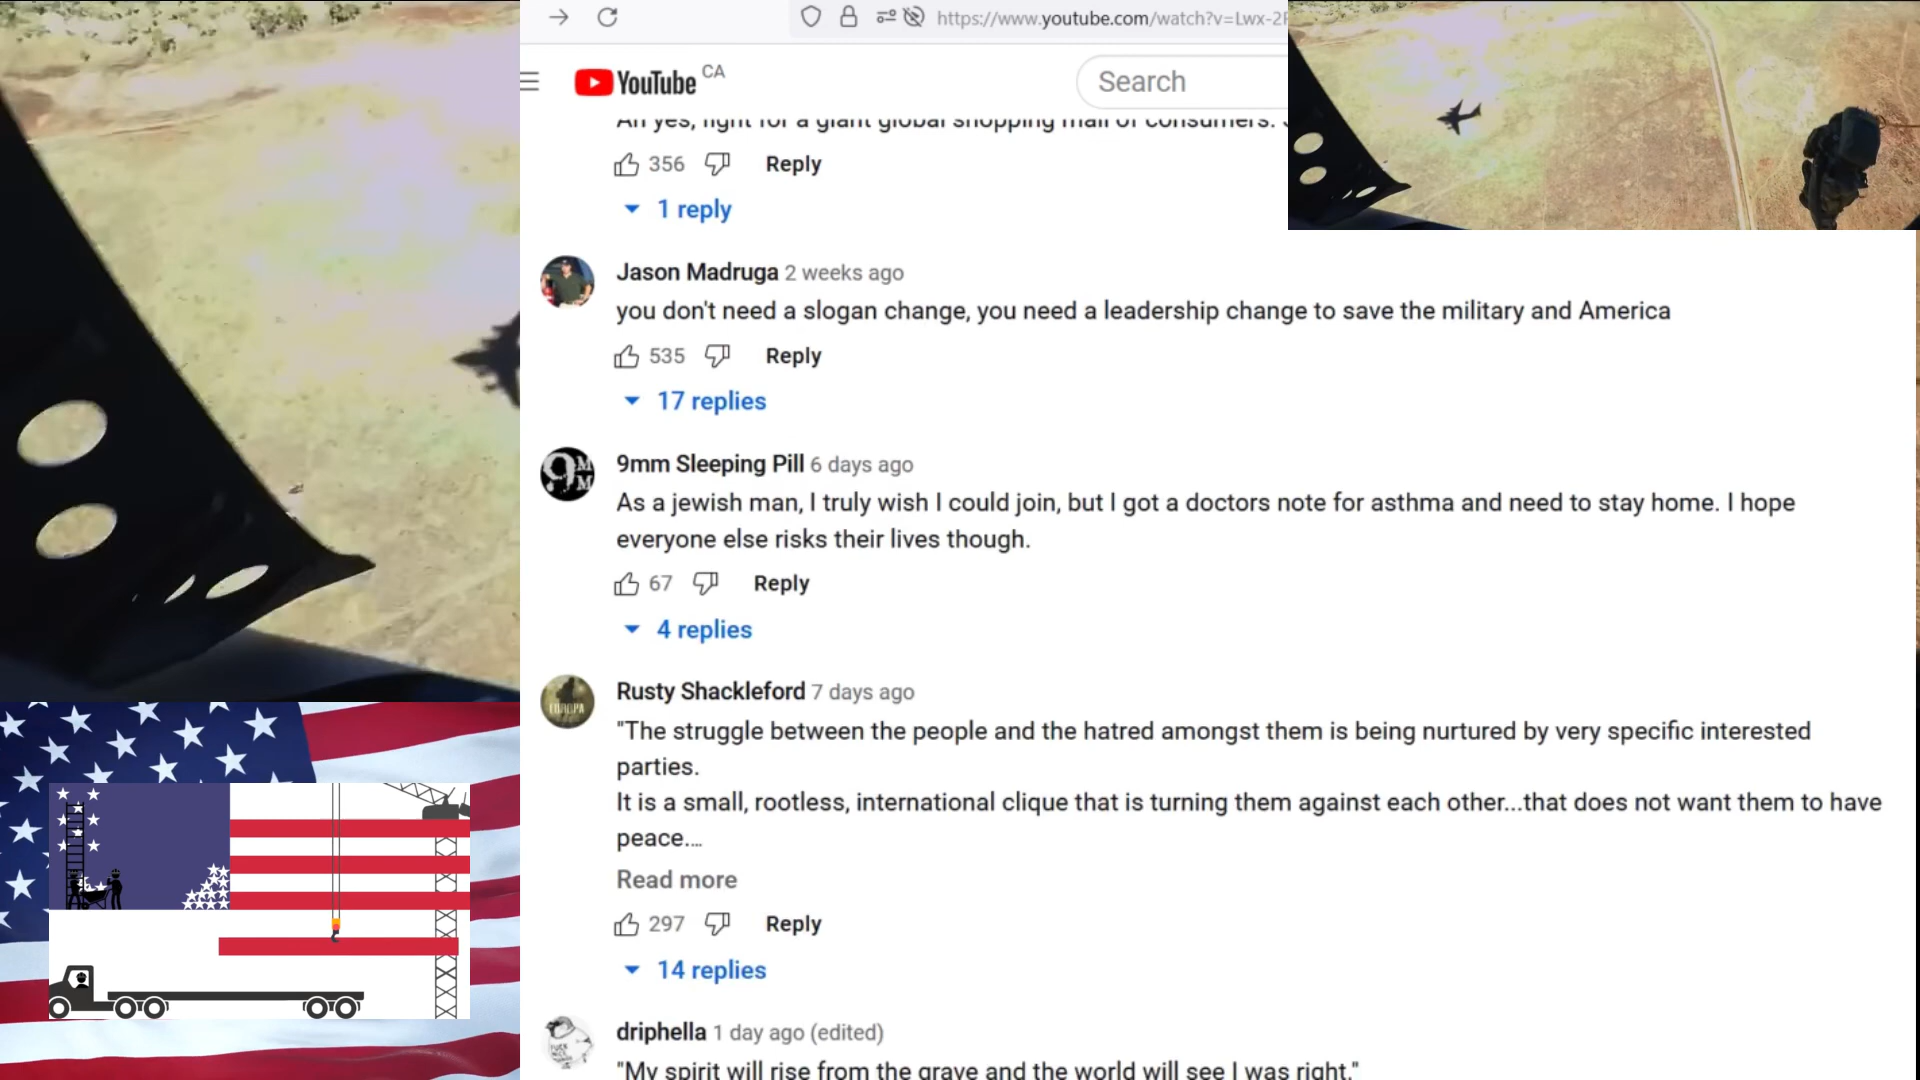 https://www.youtube.com/watch?v=Lwx-2
YouTube CA
Search
Ah yes, fight for a giant global shopping mall of consumers.
356 Reply
1 reply
Jason Madruga 2 weeks ago
you don't need a slogan change, you need a leadership change to save the military and America
535 Reply
17 replies
9mm Sleeping Pill 6 days ago
As a jewish man, I truly wish I could join, but I got a doctors note for asthma and need to stay home. I hope
everyone else risks their lives though.
67 Reply
4 replies
Rusty Shackleford 7 days ago
"The struggle between the people and the hatred amongst them is being nurtured by very specific interested
parties.
It is a small, rootless, international clique that is turning them against each other...that does not want them to have
peace.…
Read more
297 Reply
14 replies
driphella 1 day ago (edited)
"My spirit will rise from the grave and the world will see I was right."
9 M M
EUROPA